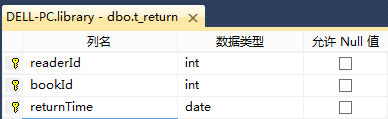 DELL-PC.library - dbo.t_return
列名 数据类型 允许 Null 值
readerId int
bookId int
returnTime date